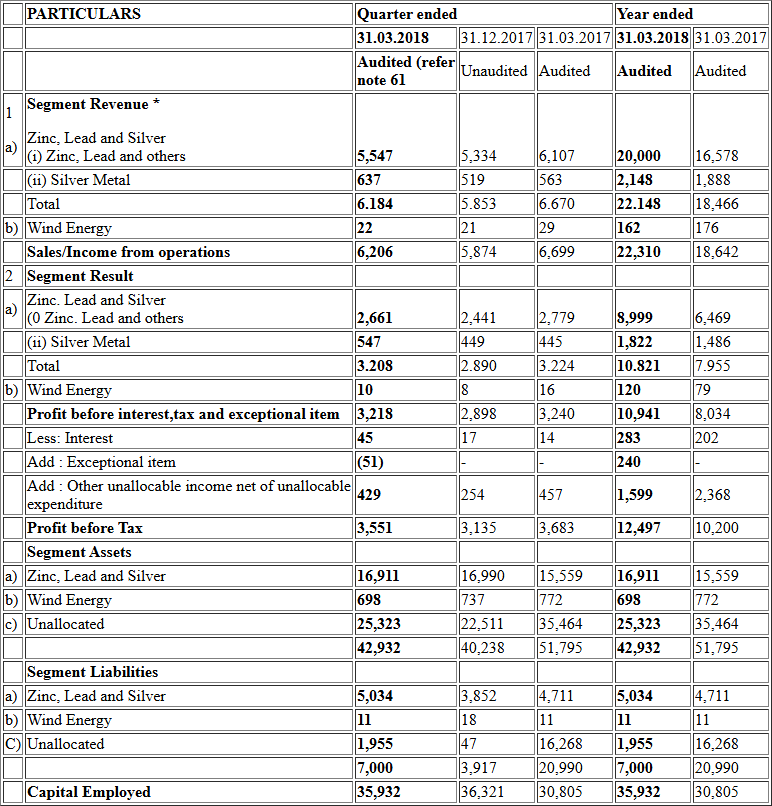 PARTICULARS Quarter ended Year ended
31.03.2018 31.12.2017 31.03.2017 31.03.2018 31.03.2017
Audited (refer note 61 Unaudited Audited Audited Audited
1 Segment Revenue *
a) Zinc, Lead and Silver
(i) Zinc, Lead and others 5,547 5,334 6,107 20,000 16,578
(ii) Silver Metal 637 519 563 2,148 1,888
Total 6.184 5.853 6.670 22.148 18,466
b) Wind Energy 22 21 29 162 176
Sales/Income from operations 6,206 5,874 6,699 22,310 18,642
2 Segment Result
a) Zinc. Lead and Silver
(0 Zinc. Lead and others 2,661 2,441 2,779 8,999 6,469
(ii) Silver Metal 547 449 445 1,822 1,486
Total 3.208 2.890 3.224 10.821 7.955
b) Wind Energy 10 8 16 120 79
Profit before interest,tax and exceptional item 3,218 2,898 3,240 10,941 8,034
Less: Interest 45 17 14 283 202
Add : Exceptional item (51) - - 240 -
Add : Other unallocable income net of unallocable
expenditure 429 254 457 1,599 2,368
Profit before Tax 3,551 3,135 3,683 12,497 10,200
Segment Assets
a) Zinc, Lead and Silver 16,911 16,990 15,559 16,911 15,559
b) Wind Energy 698 737 772 698 772
c) Unallocated 25,323 22,511 35,464 25,323 35,464
42,932 40,238 51,795 42,932 51,795
Segment Liabilities
a) Zinc, Lead and Silver 5,034 3,852 4,711 5,034 4,711
b) Wind Energy 11 18 11 11 11
C) Unallocated 1,955 47 16,268 1,955 16,268
7,000 3,917 20,990 7,000 20,990
Capital Employed 35,932 36,321 30,805 35,932 30,805